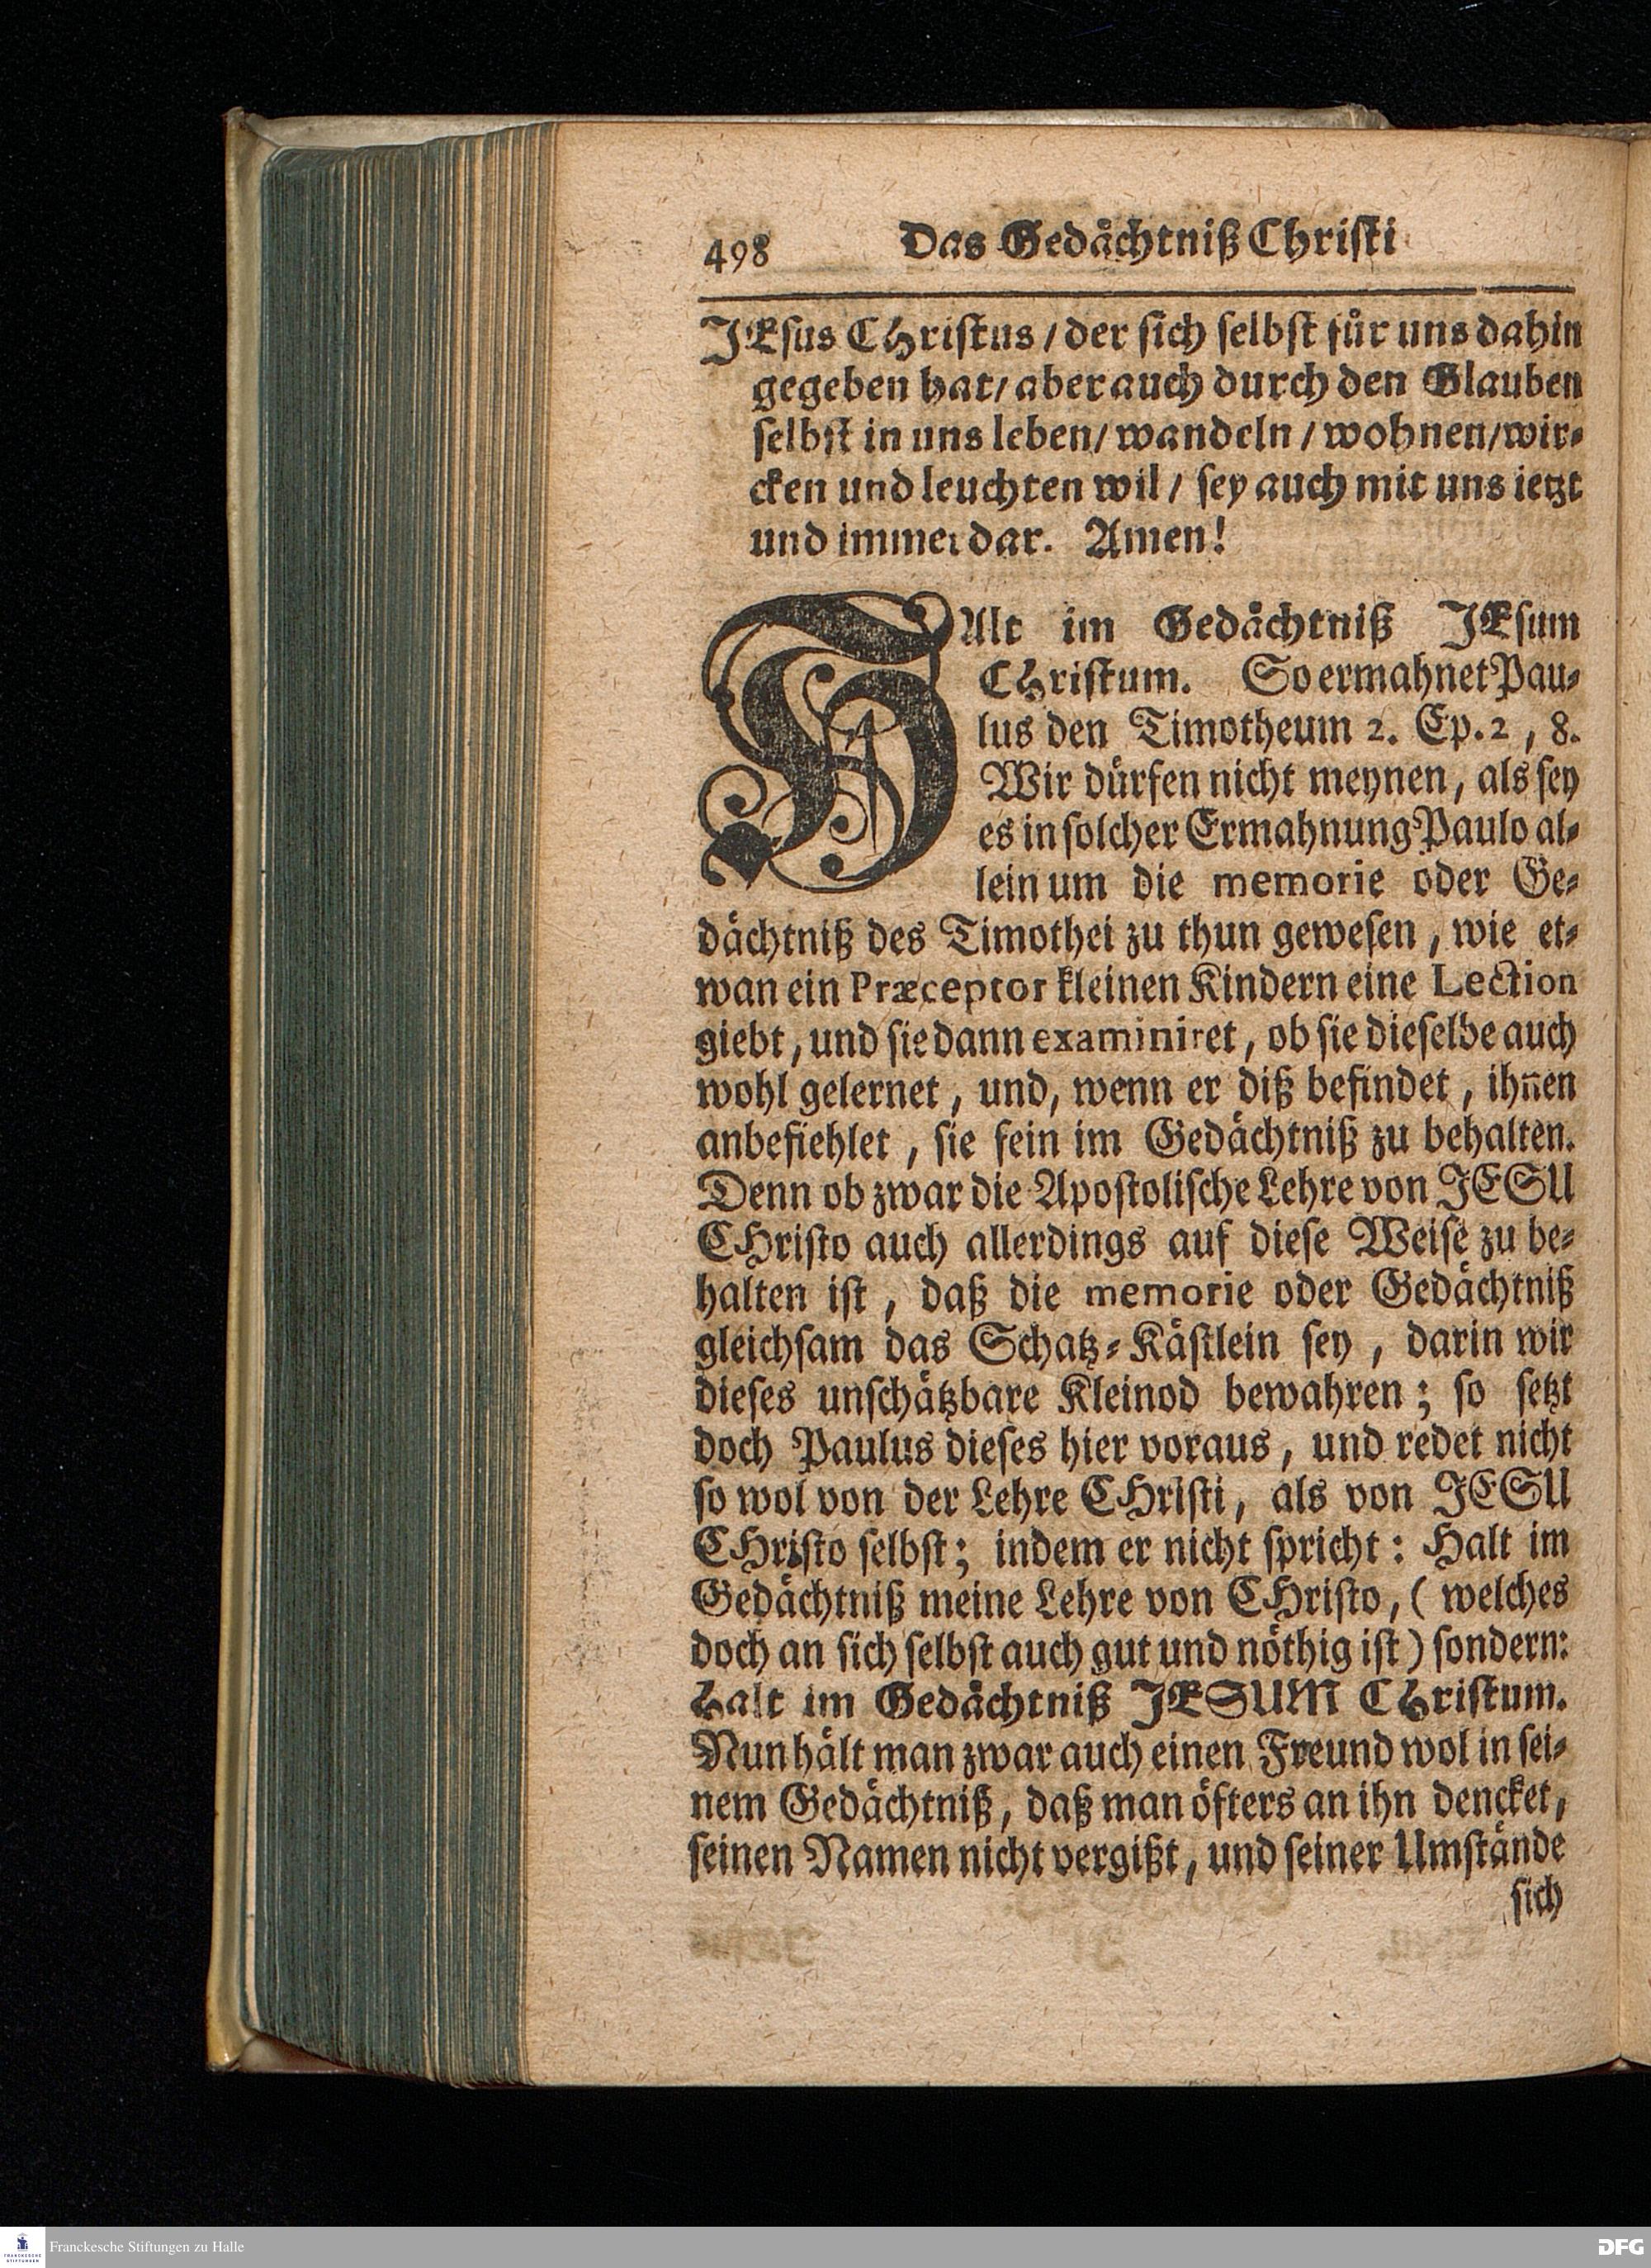 498 Das Gedächtniß Christi
JEsus CHristus / der sich selbst für uns dahin
gegeben hat / aber auch durch den Glauben
selbst in uns leben / wandeln / wohnen / wir-
cken und leuchten wil / sey auch mit uns ietzt
und immerdar. Amen!
HAlt im Gedächtniß JEsum
CHristum. So ermahnet Pau-
lus den Timotheum 2. Ep. 2, 8.
Wir dürfen nicht meynen, als sey
es in solcher Ermahnung Paulo al-
lein um die memorie oder Ge-
dächtniß des Timothei zu thun gewesen, wie et-
wan ein Præceptor kleinen Kindern eine Lection
giebt, und sie dann examiniret, ob sie dieselbe auch
wohl gelernet, und, wenn er diß befindet, ihñen
anbefiehlet, sie fein im Gedächtniß zu behalten.
Denn ob zwar die Apostolische Lehre von JESU
CHristo auch allerdings auf diese Weise zu be-
halten ist, daß die memorie oder Gedächtniß
gleichsam das Schatz-Kästlein sey, darin wir
dieses unschätzbare Kleinod bewahren; so setzt
doch Paulus dieses hier voraus, und redet nicht
so wol von der Lehre CHristi, als von JESU
CHristo selbst; indem er nicht spricht: Halt im
Gedächtniß meine Lehre von CHristo, (welches
doch an sich selbst auch gut und nöthig ist) sondern:
Halt im Gedächtniß JESUM CHristum.
Nun hält man zwar auch einen Freund wol in sei-
nem Gedächtniß, daß man öfters an ihn dencket,
seinen Namen nicht vergißt, und seiner Umstände
sich
FRANCKESCHE STIFTUNGEN
Franckesche Stiftungen zu Halle
DFG